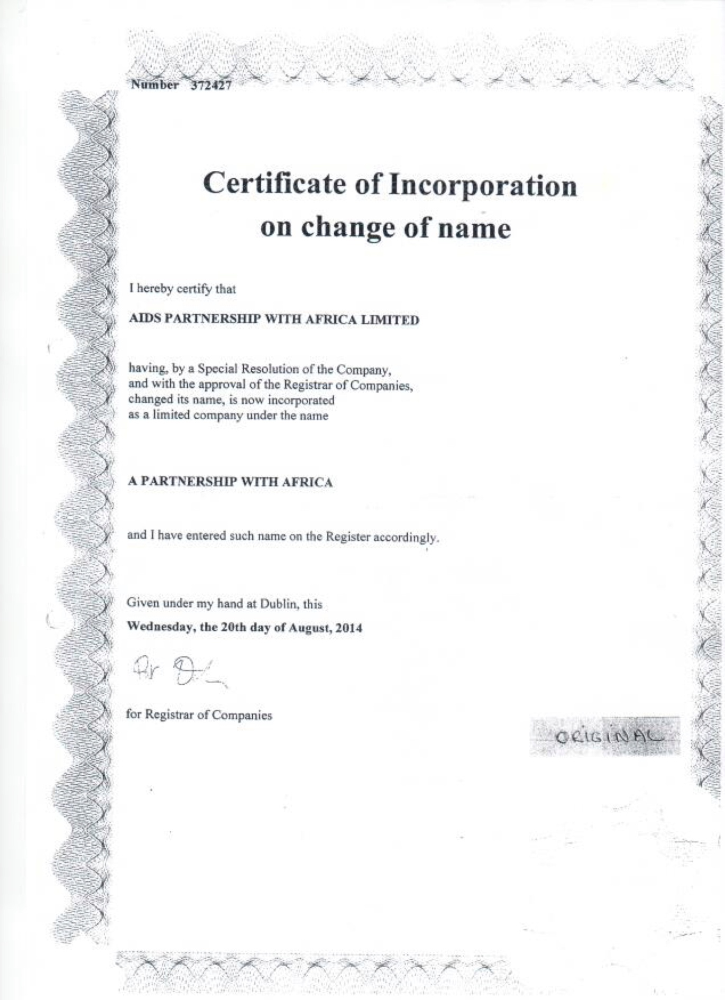 Number 372427
Certificate of Incorporation
on change of name
I hereby certify that
AIDS PARTNERSHIP WITH AFRICA LIMITED
having, by a Special Resolution of the Company,
and with the approval of the Registrar of Companies,
changed its name, is now incorporated
as a limited company under the name
A PARTNERSHIP WITH AFRICA
and I have entered such name on the Register accordingly.
Given under my hand at Dublin, this
Wednesday, the 20th day of August, 2014
for Registrar of Companies
ORIGINAL